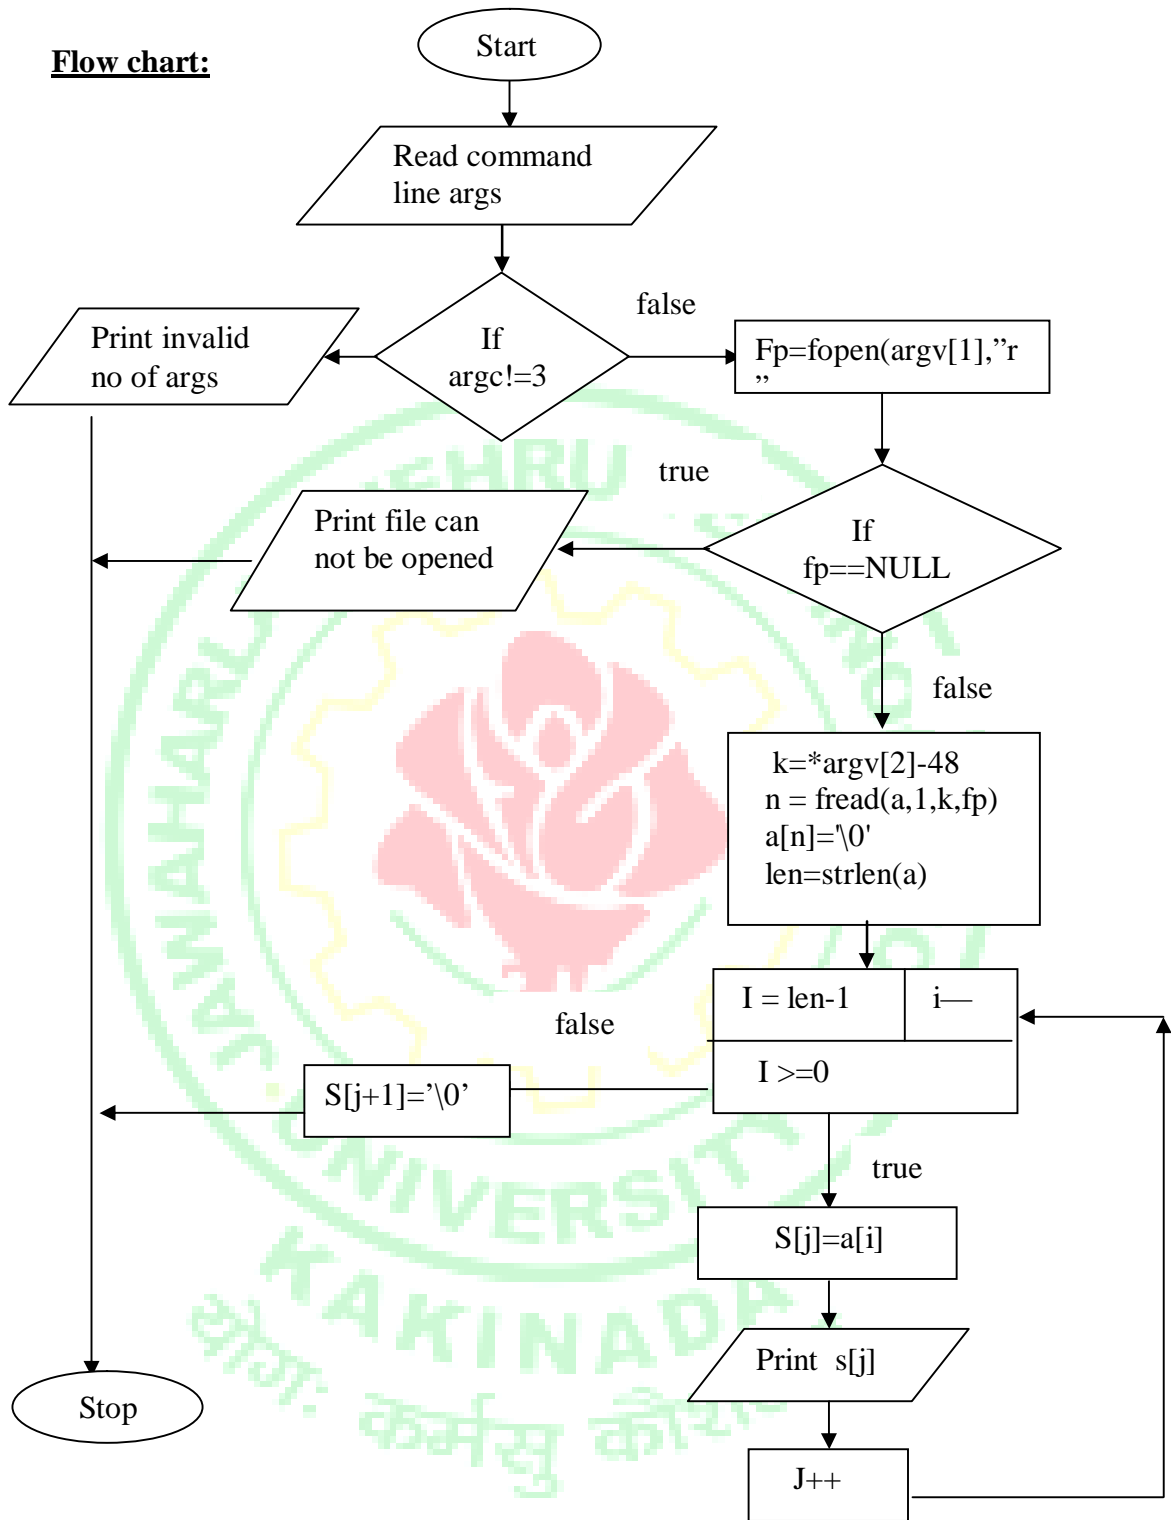 Flow chart:
Start
Read command
line args
If
argc!=3
false
Print invalid
no of args
Fp=fopen(argv[1],”r
”
true
Print file can
not be opened
If
fp==NULL
false
k=*argv[2]-48
n = fread(a,1,k,fp)
a[n]='\0'
len=strlen(a)
I = len-1
i—
I >=0
false
S[j+1]=’\0’
true
S[j]=a[i]
Print s[j]
J++
Stop
UNIVERSITY
KAKINADA